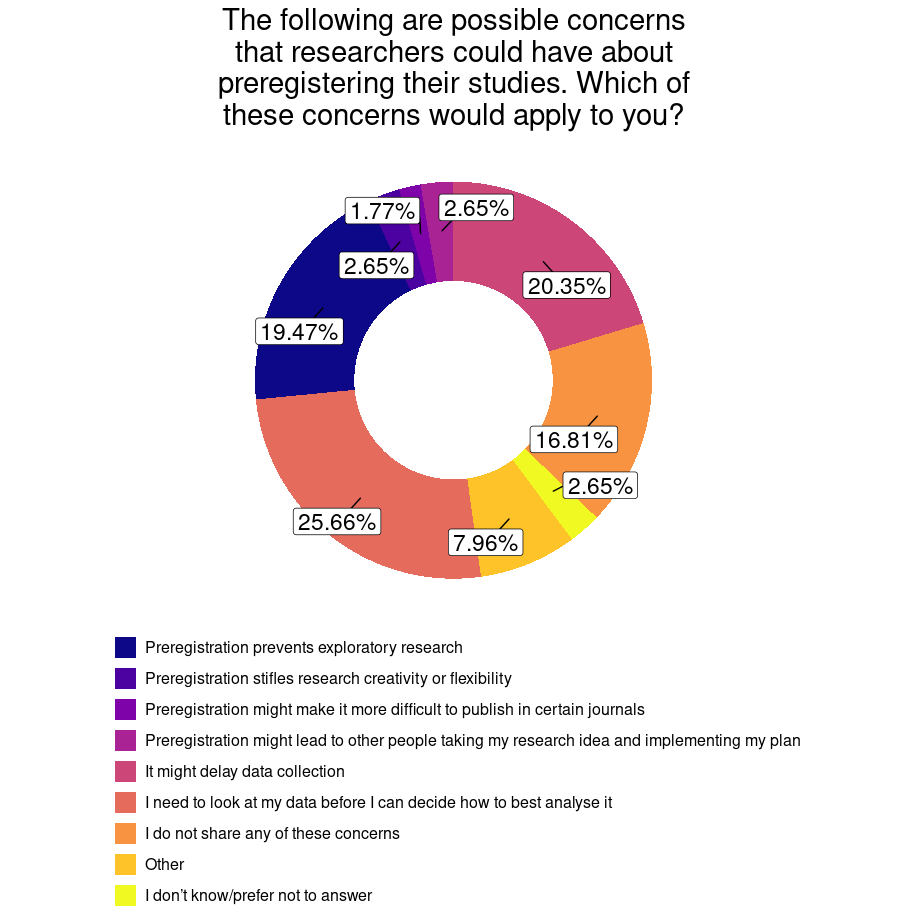 The following are possible concerns
that researchers could have about
preregistering their studies. Which of
these concerns would apply to you?
1.77%
2.65%
2.65%
20.35%
19.47%
16.81%
2.65%
25.66%
7.96%
Preregistration prevents exploratory research
Preregistration stifles research creativity or flexibility
Preregistration might make it more difficult to publish in certain journals
Preregistration might lead to other people taking my research idea and implementing my plan
It might delay data collection
I need to look at my data before I can decide how to best analyse it
I do not share any of these concerns
Other
I don’t know/prefer not to answer